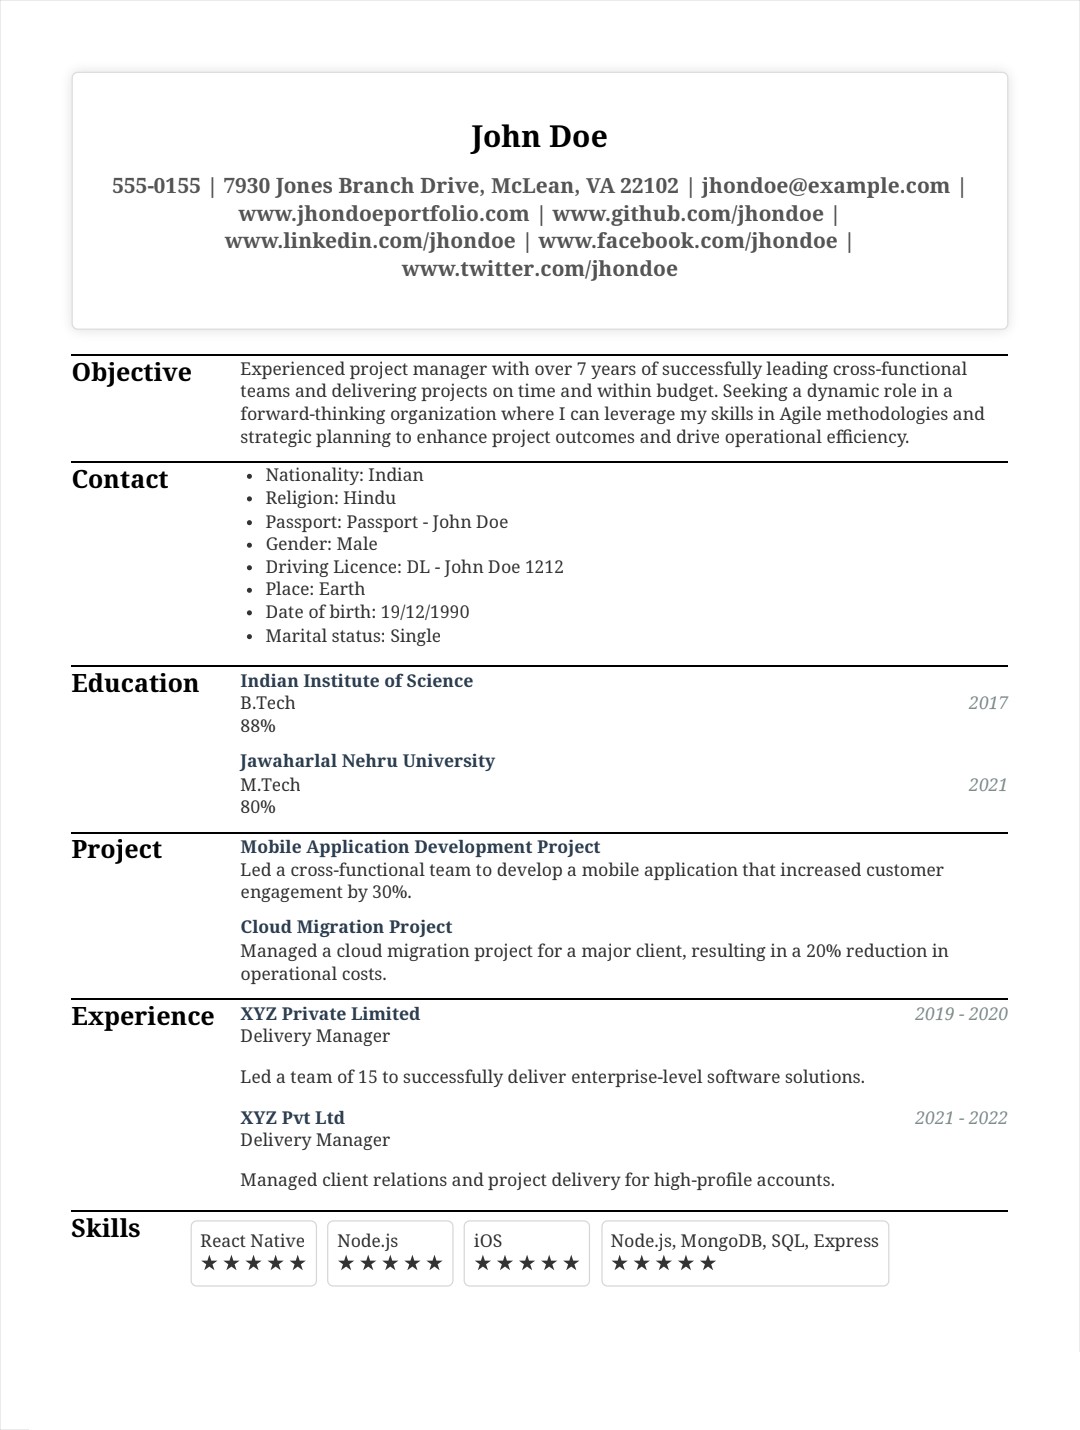 John Doe
555-0155 | 7930 Jones Branch Drive, McLean, VA 22102 | jhondoe@example.com |
www.jhondoeportfolio.com | www.github.com/jhondoe |
www.linkedin.com/jhondoe | www.facebook.com/jhondoe |
www.twitter.com/jhondoe
Objective
Experienced project manager with over 7 years of successfully leading cross-functional
teams and delivering projects on time and within budget. Seeking a dynamic role in a
forward-thinking organization where I can leverage my skills in Agile methodologies and
strategic planning to enhance project outcomes and drive operational efficiency.
Contact
• Nationality: Indian
• Religion: Hindu
• Passport: Passport - John Doe
• Gender: Male
• Driving Licence: DL - John Doe 1212
• Place: Earth
• Date of birth: 19/12/1990
• Marital status: Single
Education
Indian Institute of Science
B.Tech 2017
88%
Jawaharlal Nehru University
M.Tech 2021
80%
Project
Mobile Application Development Project
Led a cross-functional team to develop a mobile application that increased customer
engagement by 30%.
Cloud Migration Project
Managed a cloud migration project for a major client, resulting in a 20% reduction in
operational costs.
Experience
XYZ Private Limited 2019 - 2020
Delivery Manager
Led a team of 15 to successfully deliver enterprise-level software solutions.
XYZ Pvt Ltd 2021 - 2022
Delivery Manager
Managed client relations and project delivery for high-profile accounts.
Skills
React Native
★★★★★
Node.js
★★★★★
iOS
★★★★★
Node.js, MongoDB, SQL, Express
★★★★★